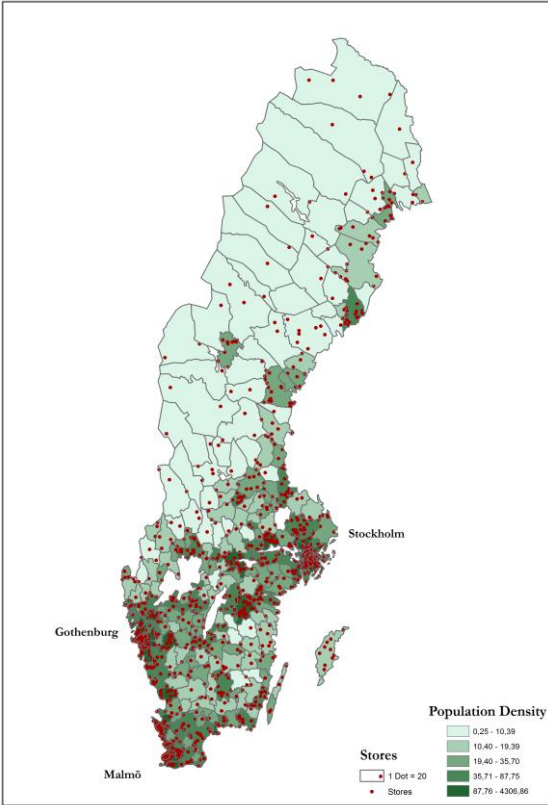 Stockholm
Gothenburg
Malmö
Stores
1 Dot = 20
Stores
Population Density
0,25 - 10,39
10,40 - 19,39
19,40 - 35,70
35,71 - 87,75
87,76 - 4306,86